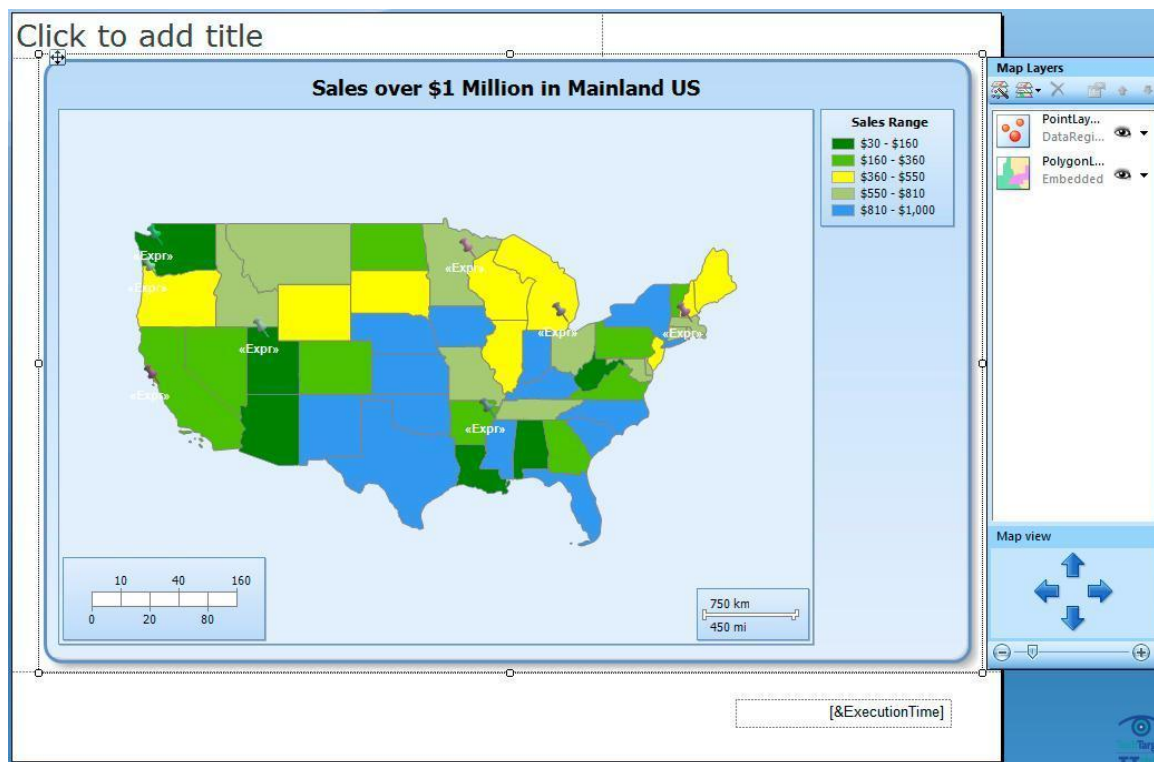 Click to add title
Sales over $1 Million in Mainland US
Sales Range
$30 - $160
$160 - $360
$360 - $550
$550 - $810
$810 - $1,000
«Expr»
«Expr»
«Expr»
«Expr»
«Expr»
«Expr»
«Expr»
«Expr»
10 40 160
0 20 80
750 km
450 mi
[&ExecutionTime]
Map Layers
PointLay...
DataRegi...
PolygonL...
Embedded
Map view